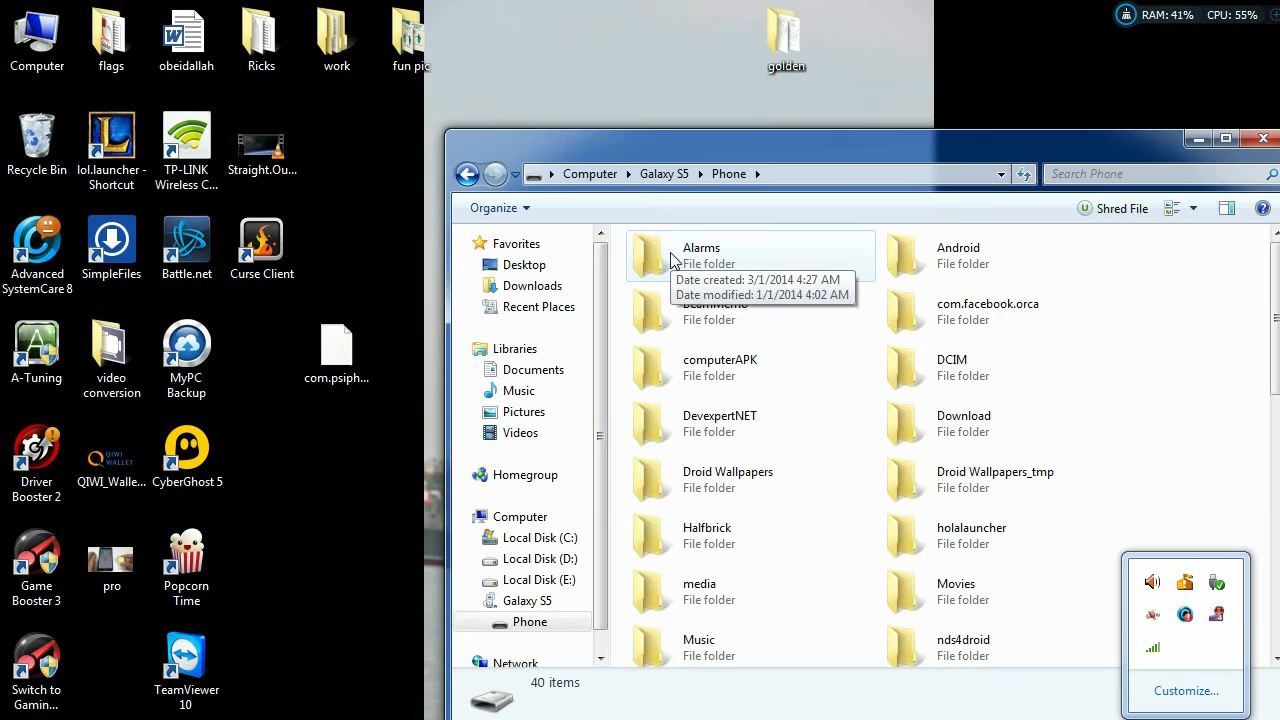 RAM: 41% CPU: 55%
Computer
flags
obeidallah
Ricks
work
fun pic
golden
Recycle Bin
lol.launcher -
Shortcut
TP-LINK
Wireless C...
Straight.Ou...
Advanced
SystemCare 8
SimpleFiles
Battle.net
Curse Client
A-Tuning
video
conversion
MyPC
Backup
com.psiph...
Driver
Booster 2
QIWI
WALLET
QIWI_Walle...
CyberGhost 5
Game
Booster 3
pro
Popcorn
Time
Switch to
Gamin...
TeamViewer
10
Computer
Galaxy S5
Phone
Search Phone
Organize
Shred File
Favorites
Desktop
Downloads
Recent Places
Libraries
Documents
Music
Pictures
Videos
Homegroup
Computer
Local Disk (C:)
Local Disk (D:)
Local Disk (E:)
Galaxy S5
Phone
Network
Alarms
File folder
Date created: 3/1/2014 4:27 AM
Date modified: 1/1/2014 4:02 AM
Android
File folder
File folder
com.facebook.orca
File folder
computerAPK
File folder
DCIM
File folder
DevexpertNET
File folder
Download
File folder
Droid Wallpapers
File folder
Droid Wallpapers_tmp
File folder
Halfbrick
File folder
holalauncher
File folder
media
File folder
Movies
File folder
Music
File folder
nds4droid
File folder
40 items
Customize...